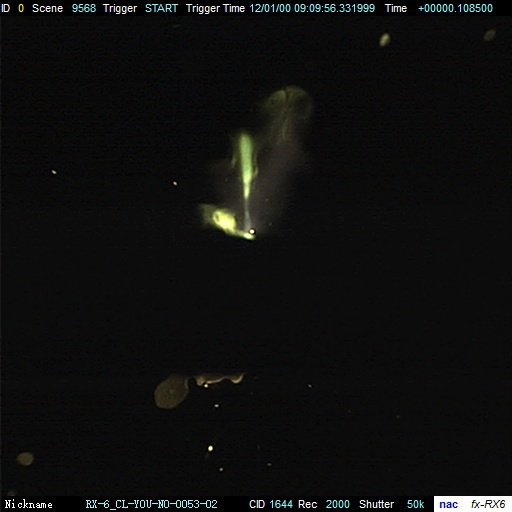 ID 0 Scene 9568 Trigger START Trigger Time 12/01/00 09:09:56.331999 Time +00000.108500
Nickname RX-6_CL-YOU-NO-0053-02 CID 1644 Rec 2000 Shutter 50k nac fx-RX6